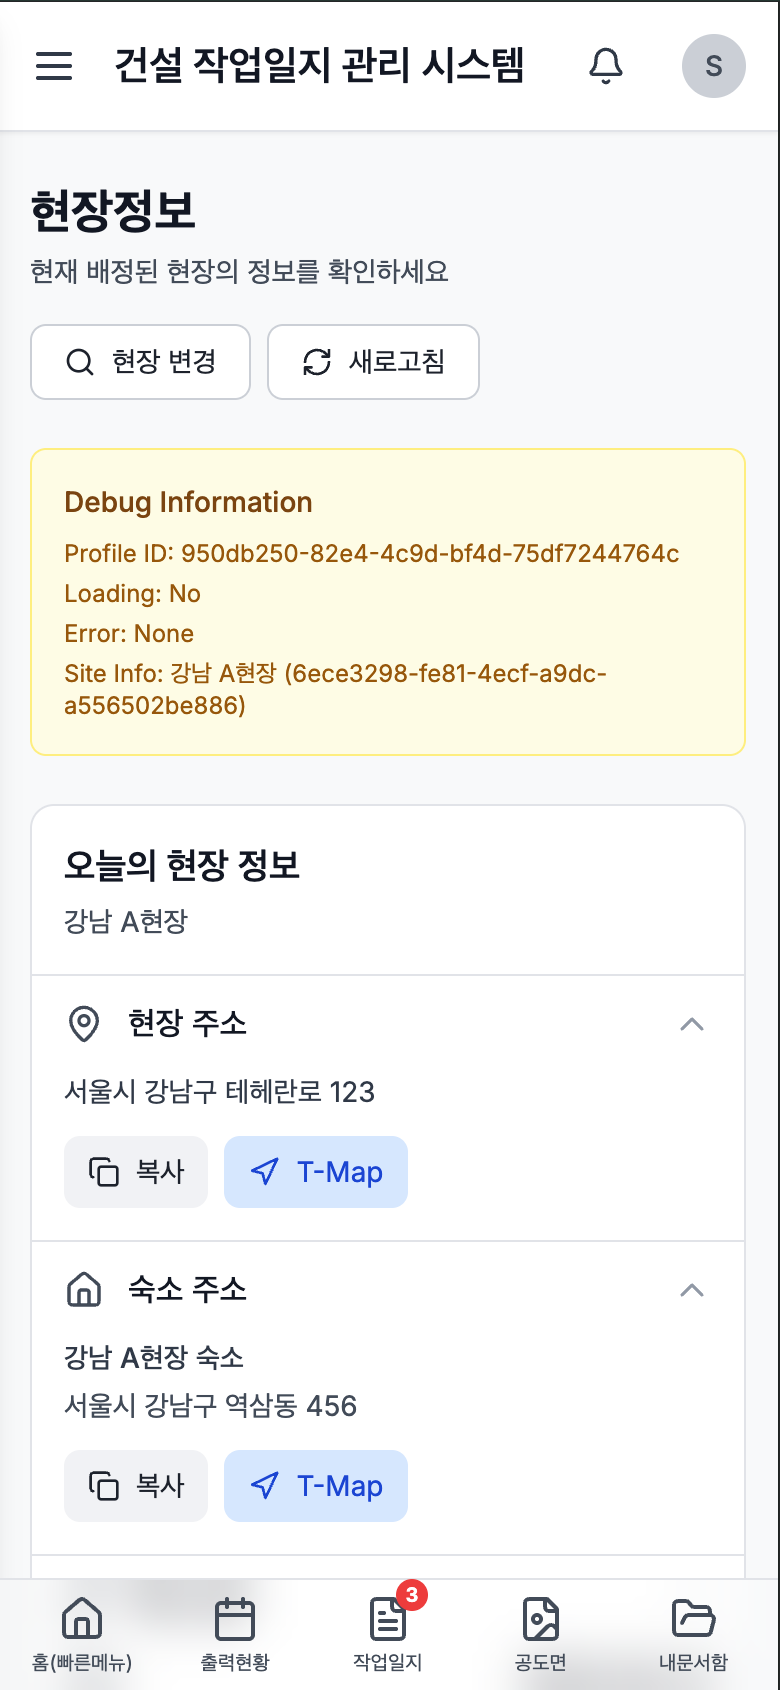 건설 작업일지 관리 시스템
S
현장정보
현재 배정된 현장의 정보를 확인하세요
현장 변경
새로고침
Debug Information
Profile ID: 950db250-82e4-4c9d-bf4d-75df7244764c
Loading: No
Error: None
Site Info: 강남 A현장 (6ece3298-fe81-4ecf-a9dc-
a556502be886)
오늘의 현장 정보
강남 A현장
현장 주소
서울시 강남구 테헤란로 123
복사
T-Map
숙소 주소
강남 A현장 숙소
서울시 강남구 역삼동 456
복사
T-Map
3
홈(빠른메뉴)
출력현황
작업일지
공도면
내문서함